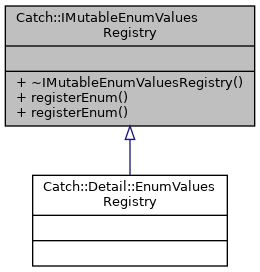 Catch::IMutableEnumValues
Registry
+ ~IMutableEnumValuesRegistry()
+ registerEnum()
+ registerEnum()
Catch::Detail::EnumValues
Registry